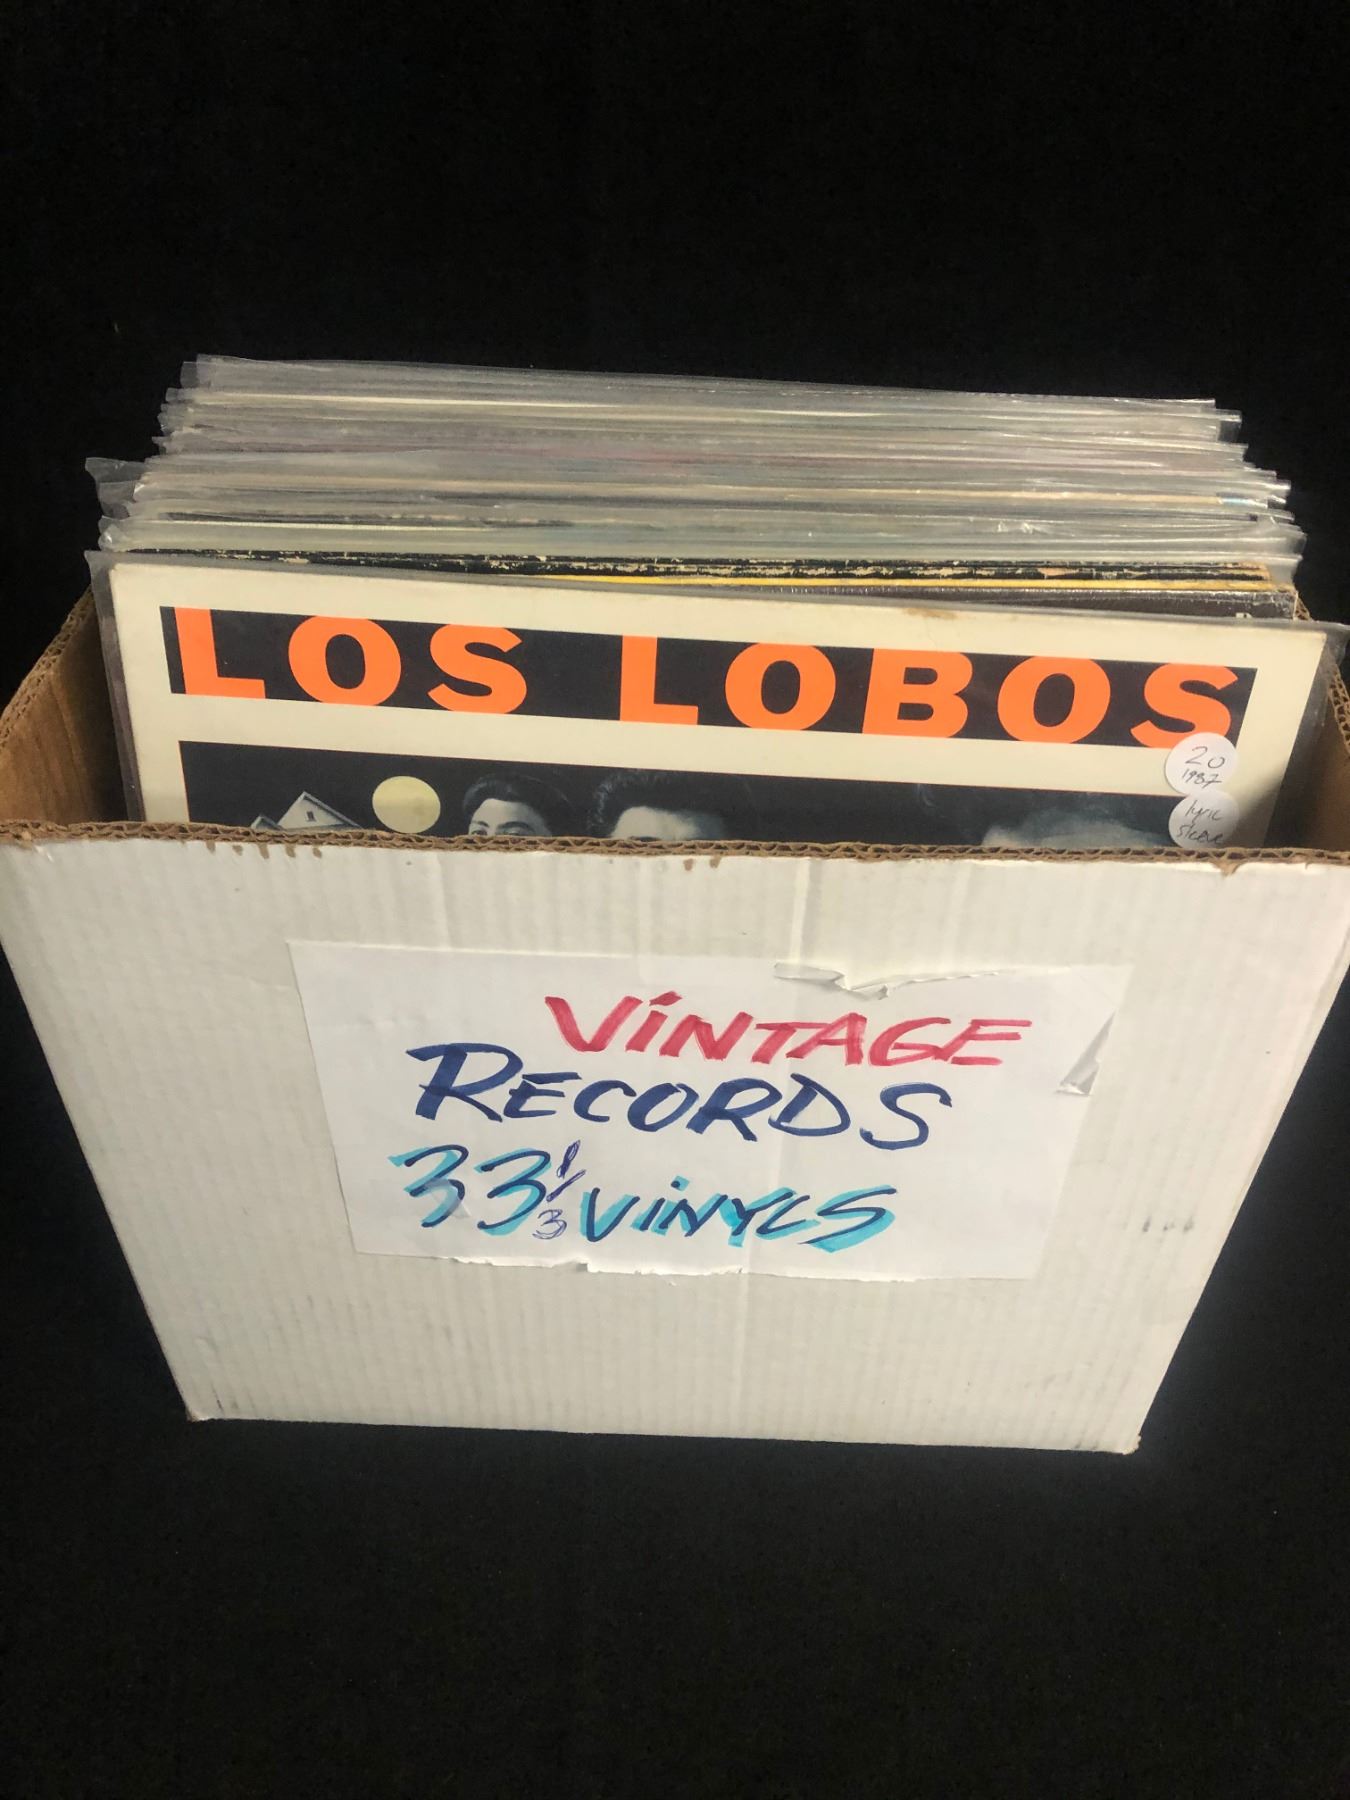 LOS LOBOS
20
1987
lyric
sleeve
VINTAGE
RECORDS
33 1/3 VINYLS